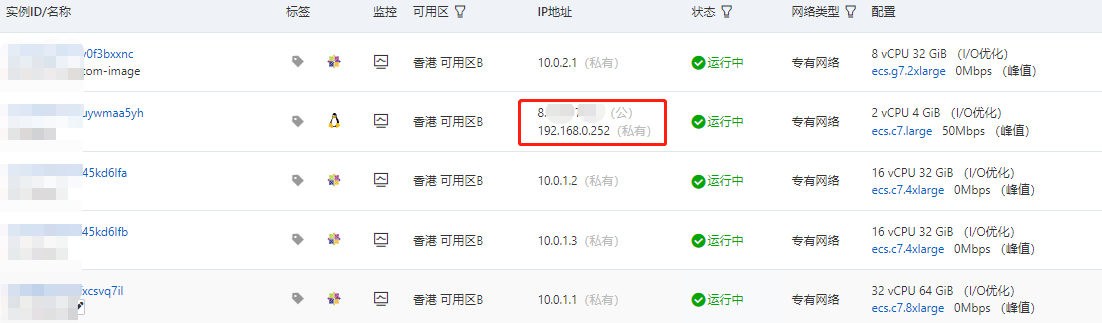 实例ID/名称 标签 监控 可用区 IP地址 状态 网络类型 配置
y0f3bxxnc
com-image
香港 可用区B 10.0.2.1 (私有) 运行中 专有网络
8 vCPU 32 GiB (I/O优化)
ecs.g7.2xlarge 0Mbps (峰值)
uywmaa5yh
香港 可用区B
8. (公)
192.168.0.252 (私有)
运行中 专有网络
2 vCPU 4 GiB (I/O优化)
ecs.c7.large 50Mbps (峰值)
45kd6lfa
香港 可用区B 10.0.1.2 (私有) 运行中 专有网络
16 vCPU 32 GiB (I/O优化)
ecs.c7.4xlarge 0Mbps (峰值)
45kd6lfb
香港 可用区B 10.0.1.3 (私有) 运行中 专有网络
16 vCPU 32 GiB (I/O优化)
ecs.c7.4xlarge 0Mbps (峰值)
xcsvq7il
香港 可用区B 10.0.1.1 (私有) 运行中 专有网络
32 vCPU 64 GiB (I/O优化)
ecs.c7.8xlarge 0Mbps (峰值)